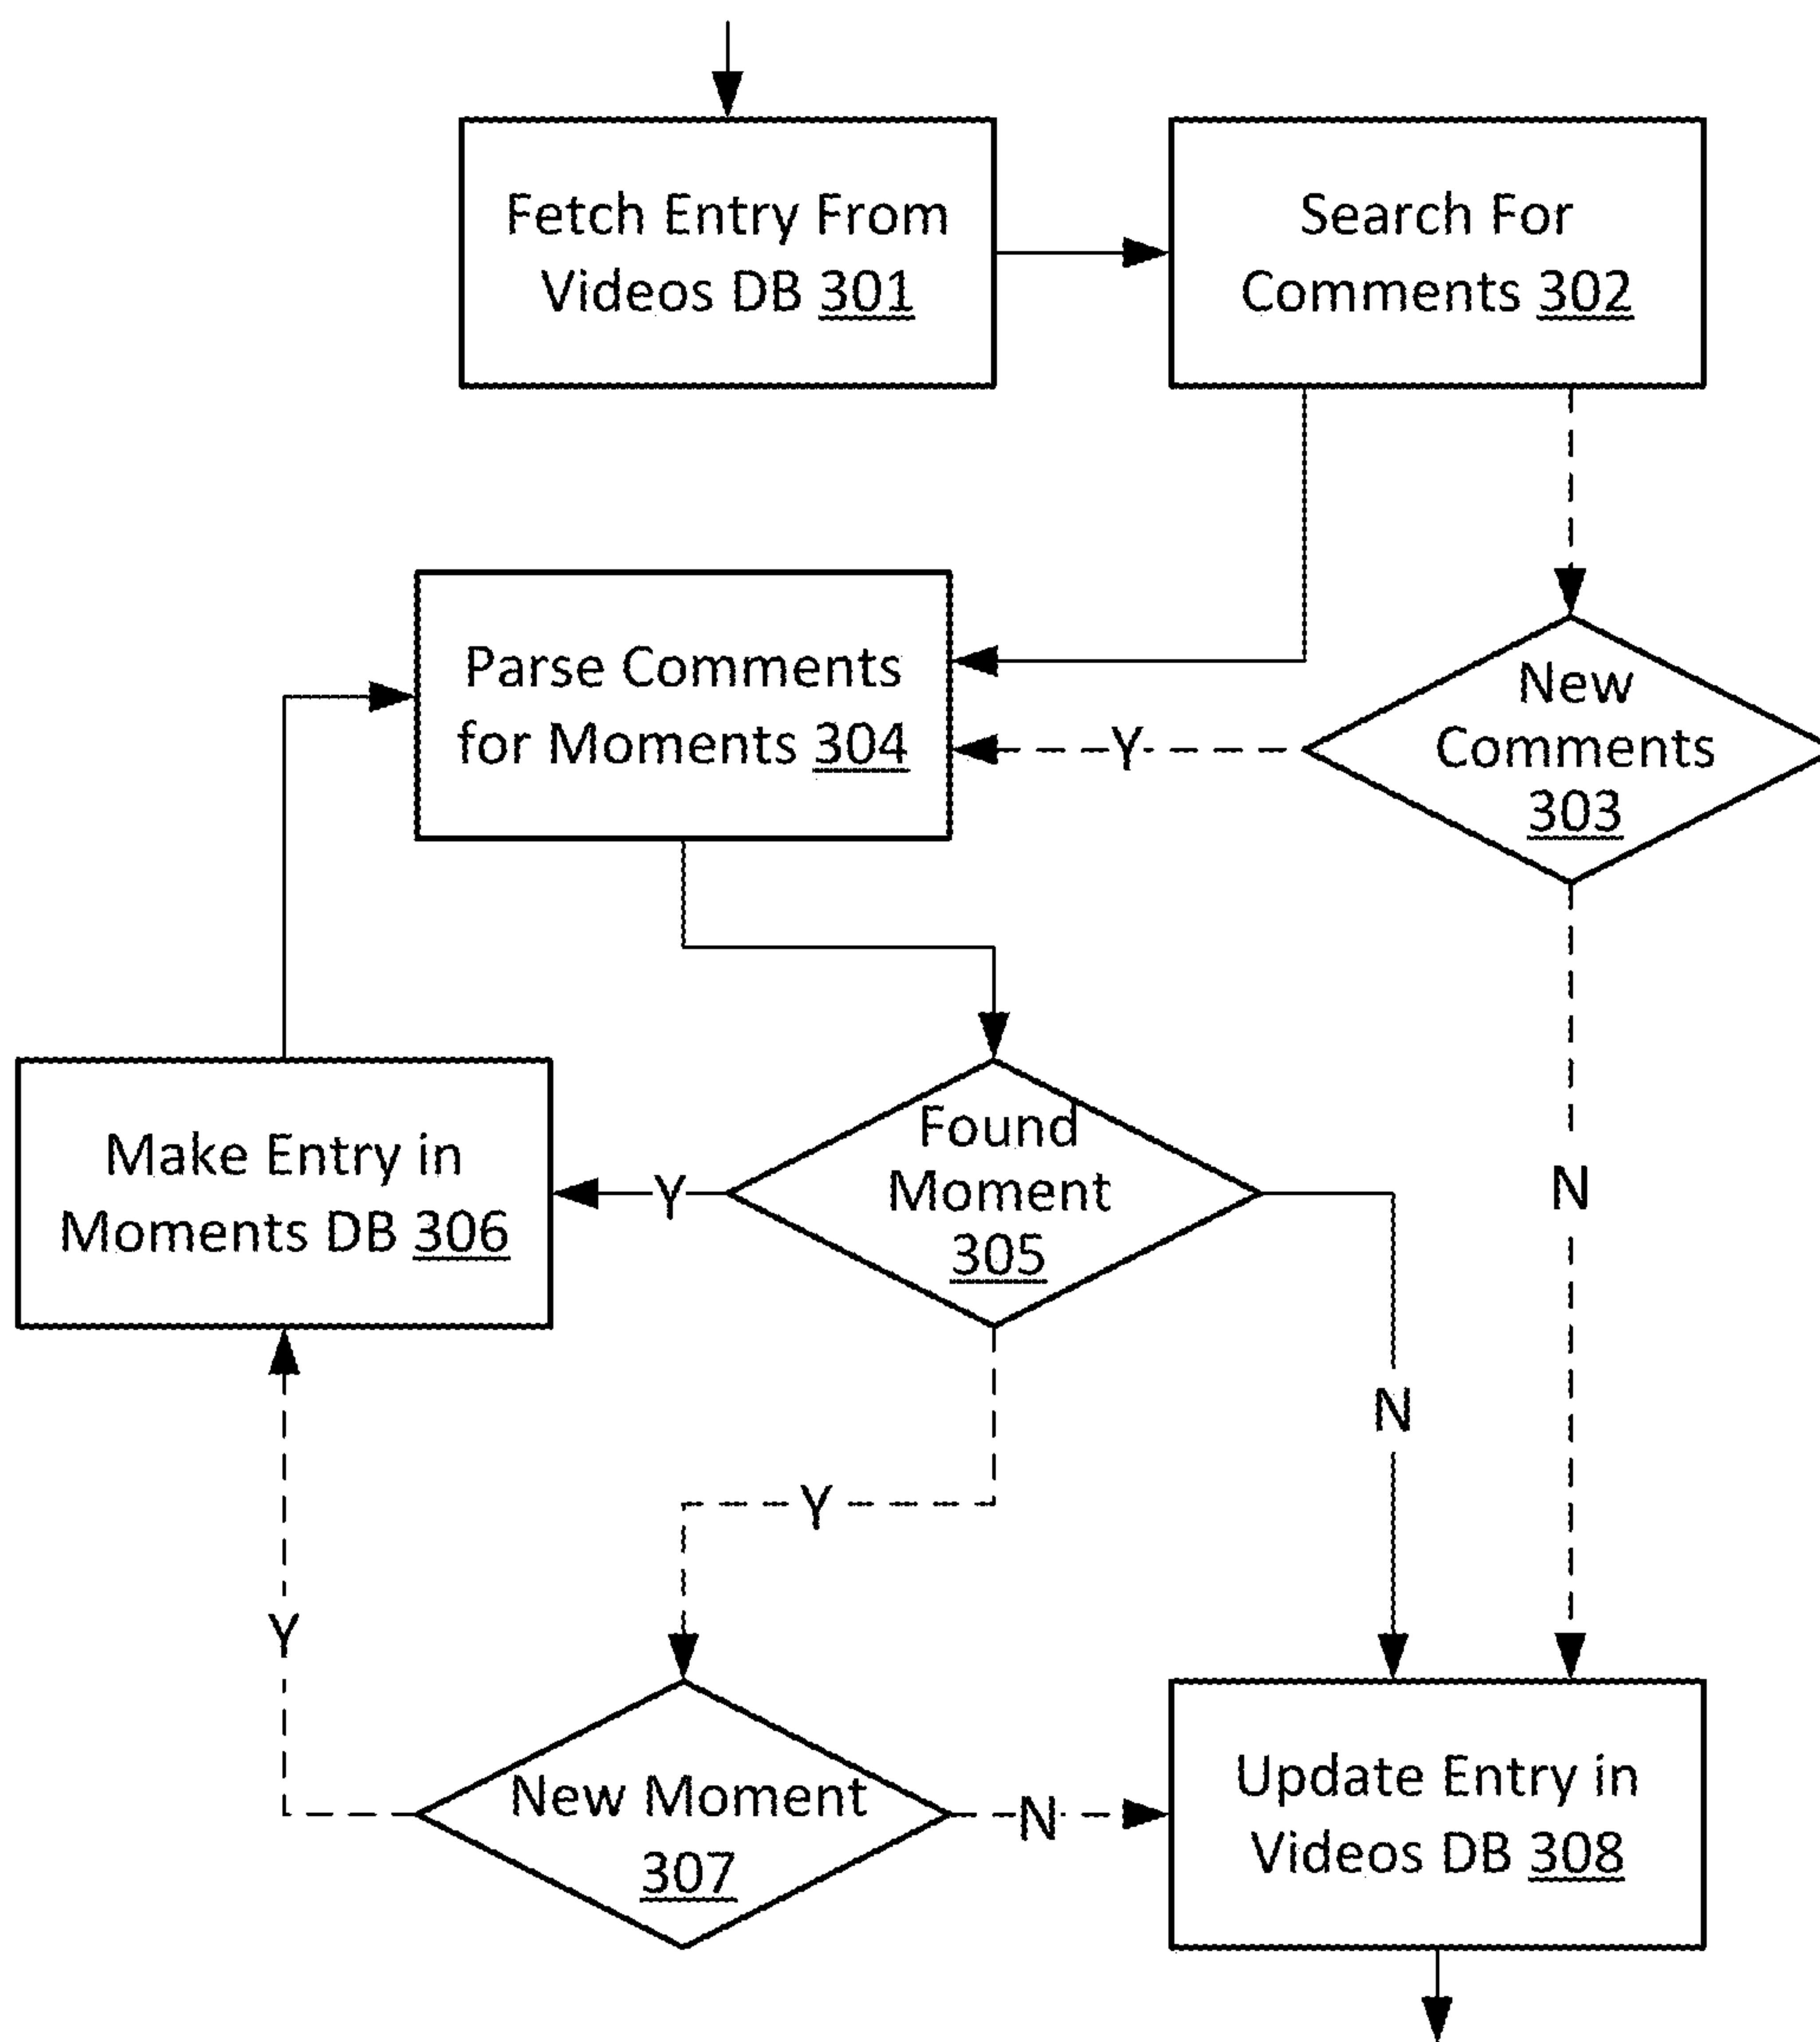 Fetch Entry From
Videos DB 301
Search For
Comments 302
Parse Comments
for Moments 304
Y
New
Comments
303
Make Entry in
Moments DB 306
Y
Found
Moment
305
N
N
Y
Y
New Moment
307
N
Update Entry in
Videos DB 308